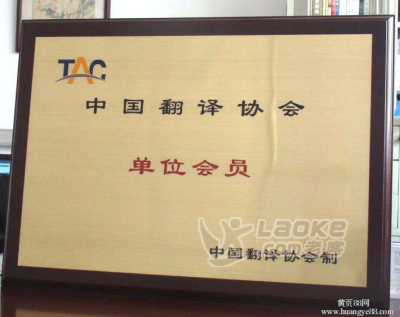 TAC
中国翻译协会
单位会员
LAOKE
.com老客
中国翻译协会制
黄页88网
www.huangye88.com